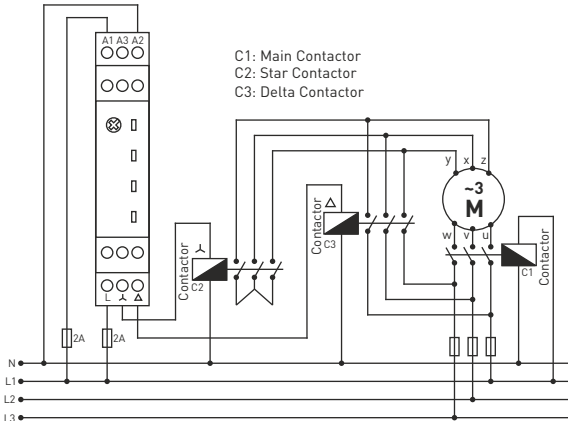 A1 A3 A2
C1: Main Contactor
C2: Star Contactor
C3: Delta Contactor
y x z
~3
M
w v u
Δ
Contactor
C3
Contactor
C2
Contactor
C1
L ⅄ Δ
2A
2A
N
L1
L2
L3